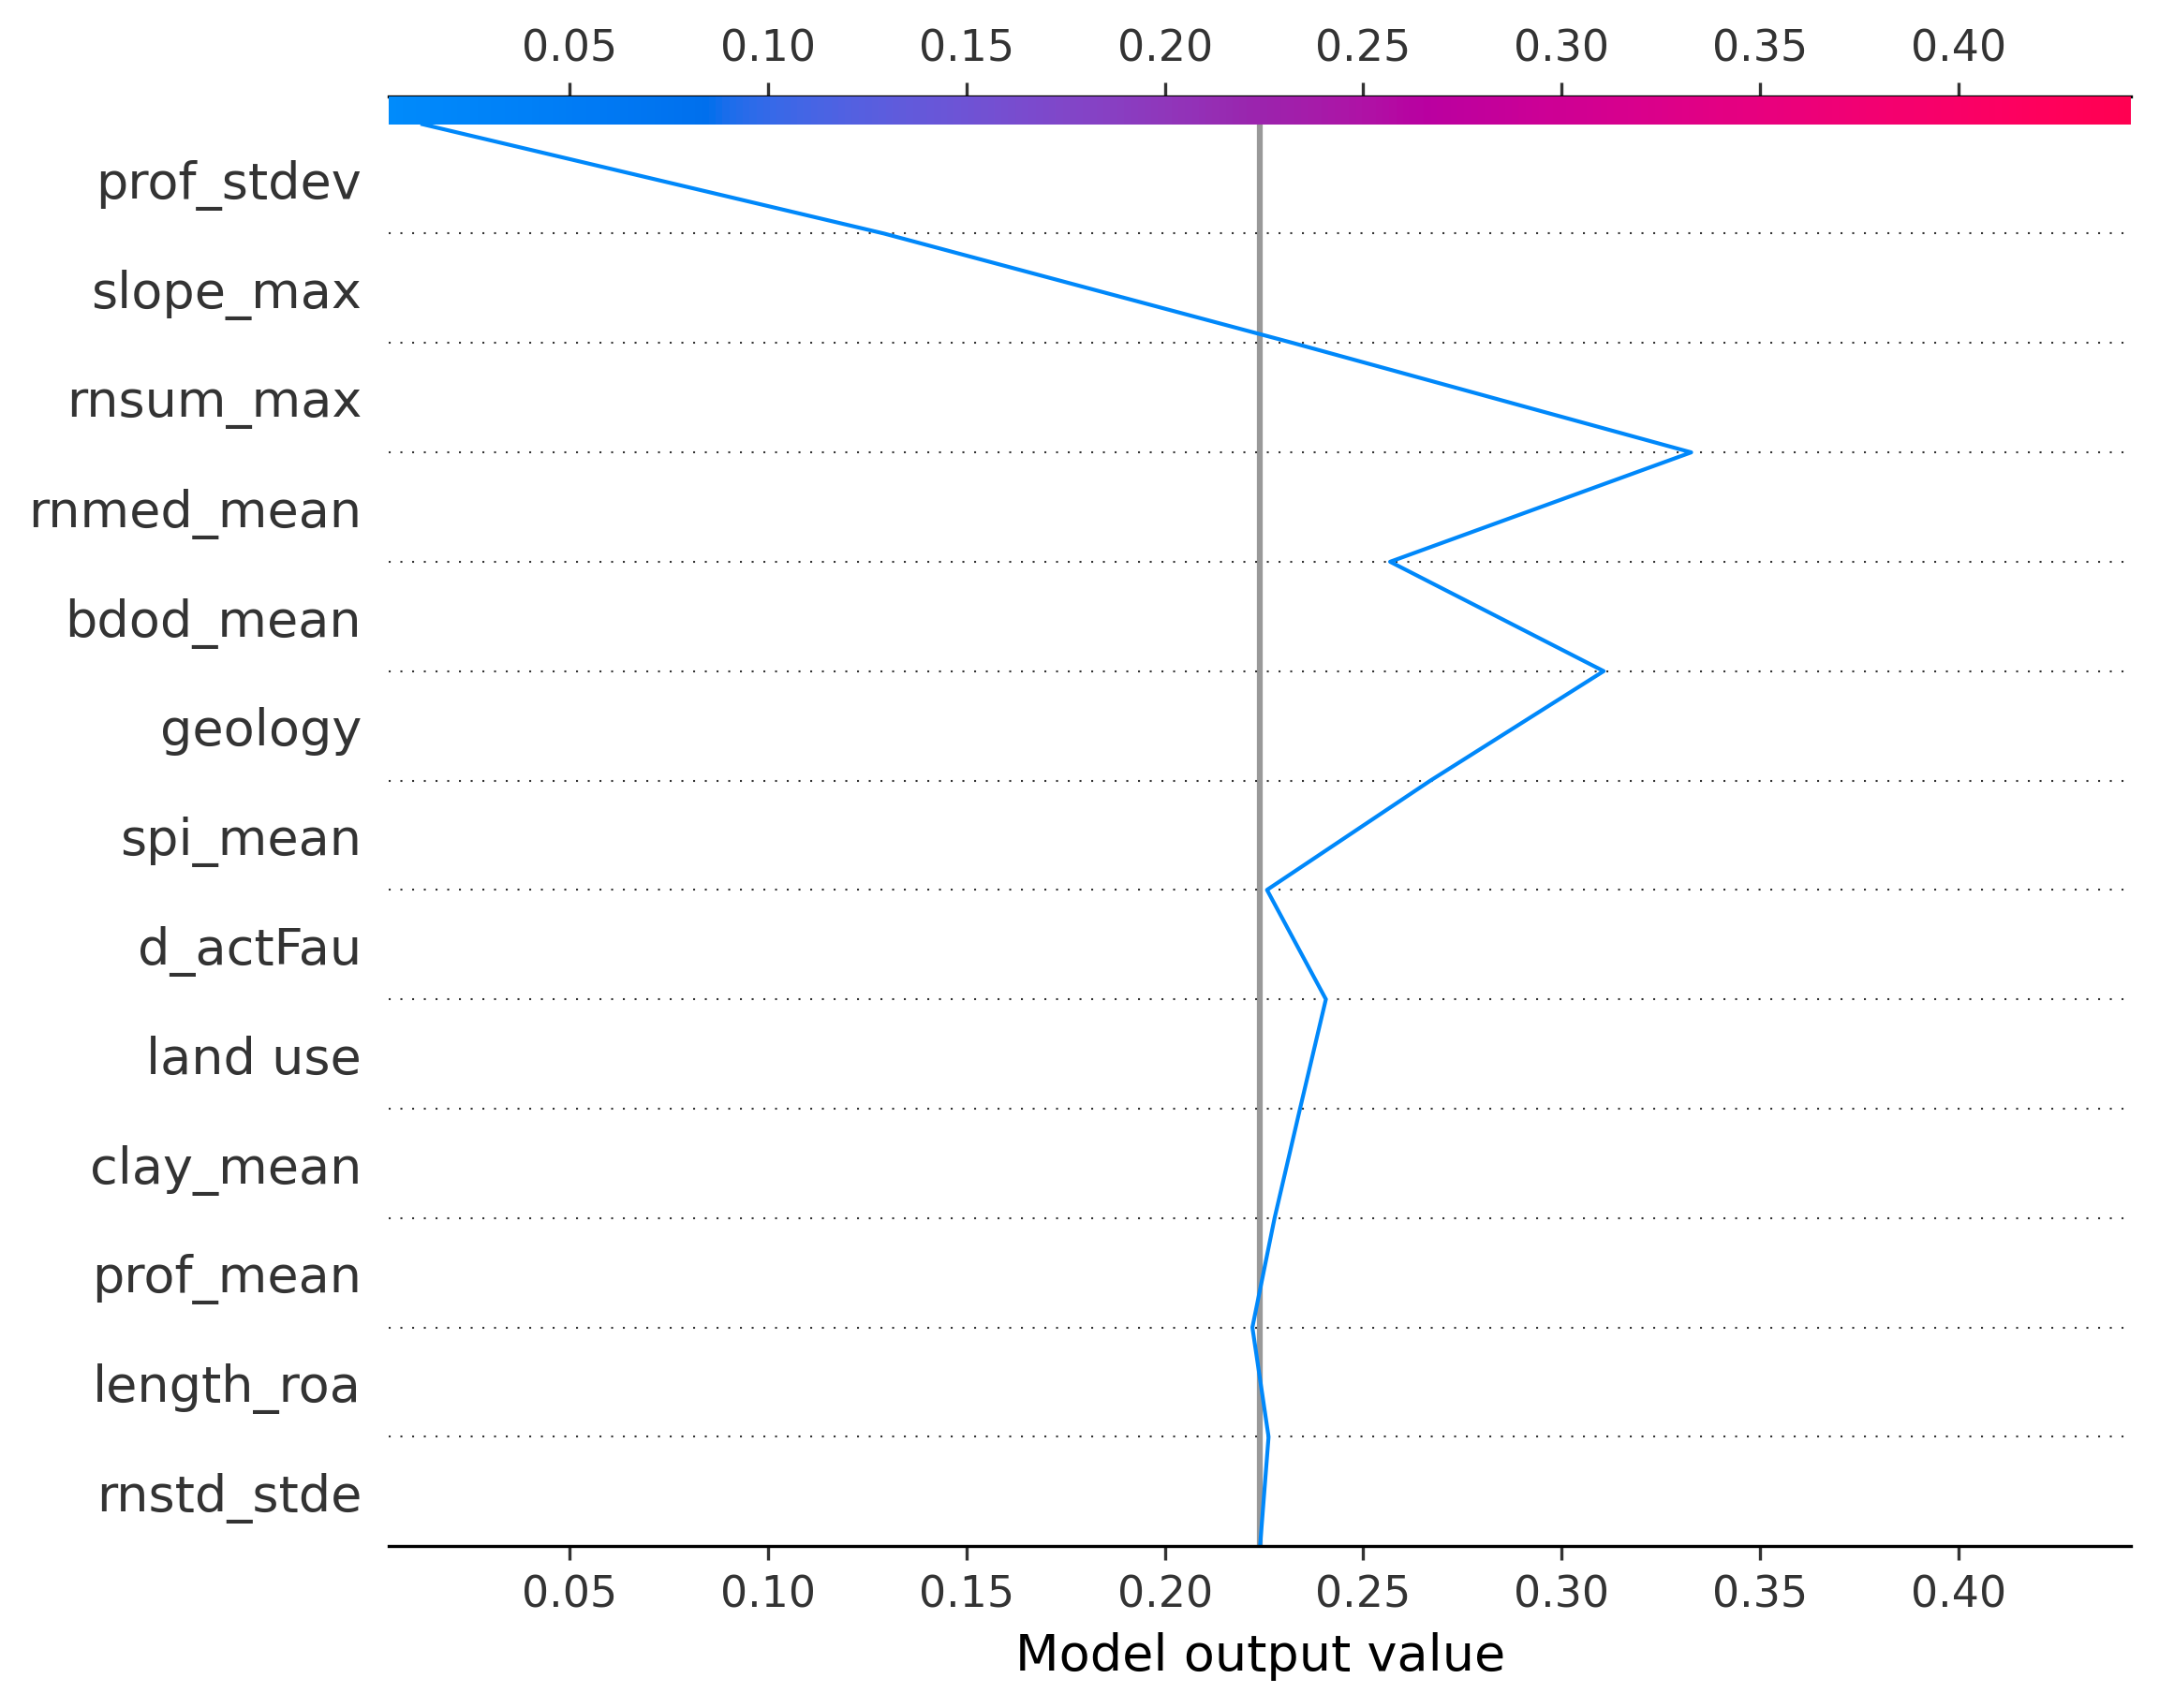 0.05 0.10 0.15 0.20 0.25 0.30 0.35 0.40
prof_stdev
slope_max
rnsum_max
rnmed_mean
bdod_mean
geology
spi_mean
d_actFau
land use
clay_mean
prof_mean
length_roa
rnstd_stde
0.05 0.10 0.15 0.20 0.25 0.30 0.35 0.40
Model output value